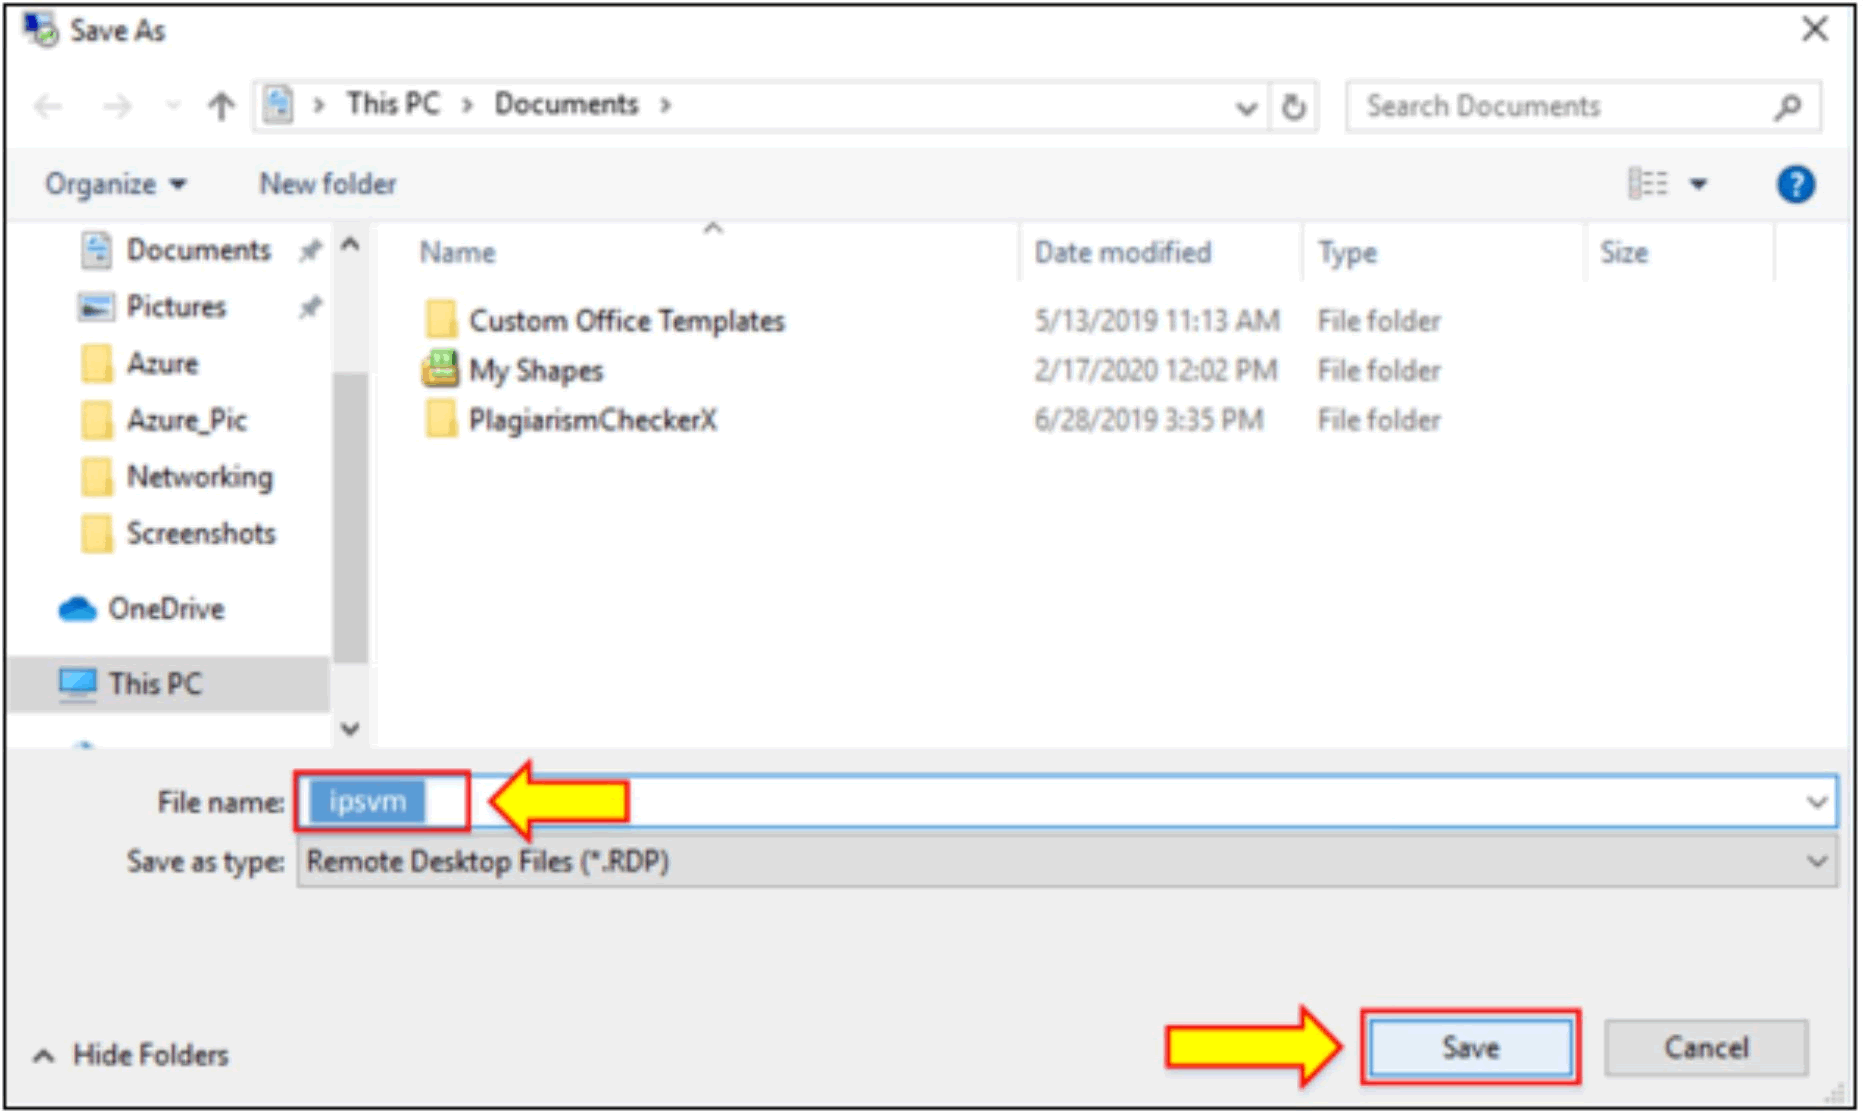 Save As
This PC > Documents >
Search Documents
Organize
New folder
?
Documents
Pictures
Azure
Azure_Pic
Networking
Screenshots
OneDrive
This PC
Name Date modified Type Size
Custom Office Templates 5/13/2019 11:13 AM File folder
My Shapes 2/17/2020 12:02 PM File folder
PlagiarismCheckerX 6/28/2019 3:35 PM File folder
File name: ipsvm
Save as type: Remote Desktop Files (*.RDP)
Hide Folders
Save
Cancel